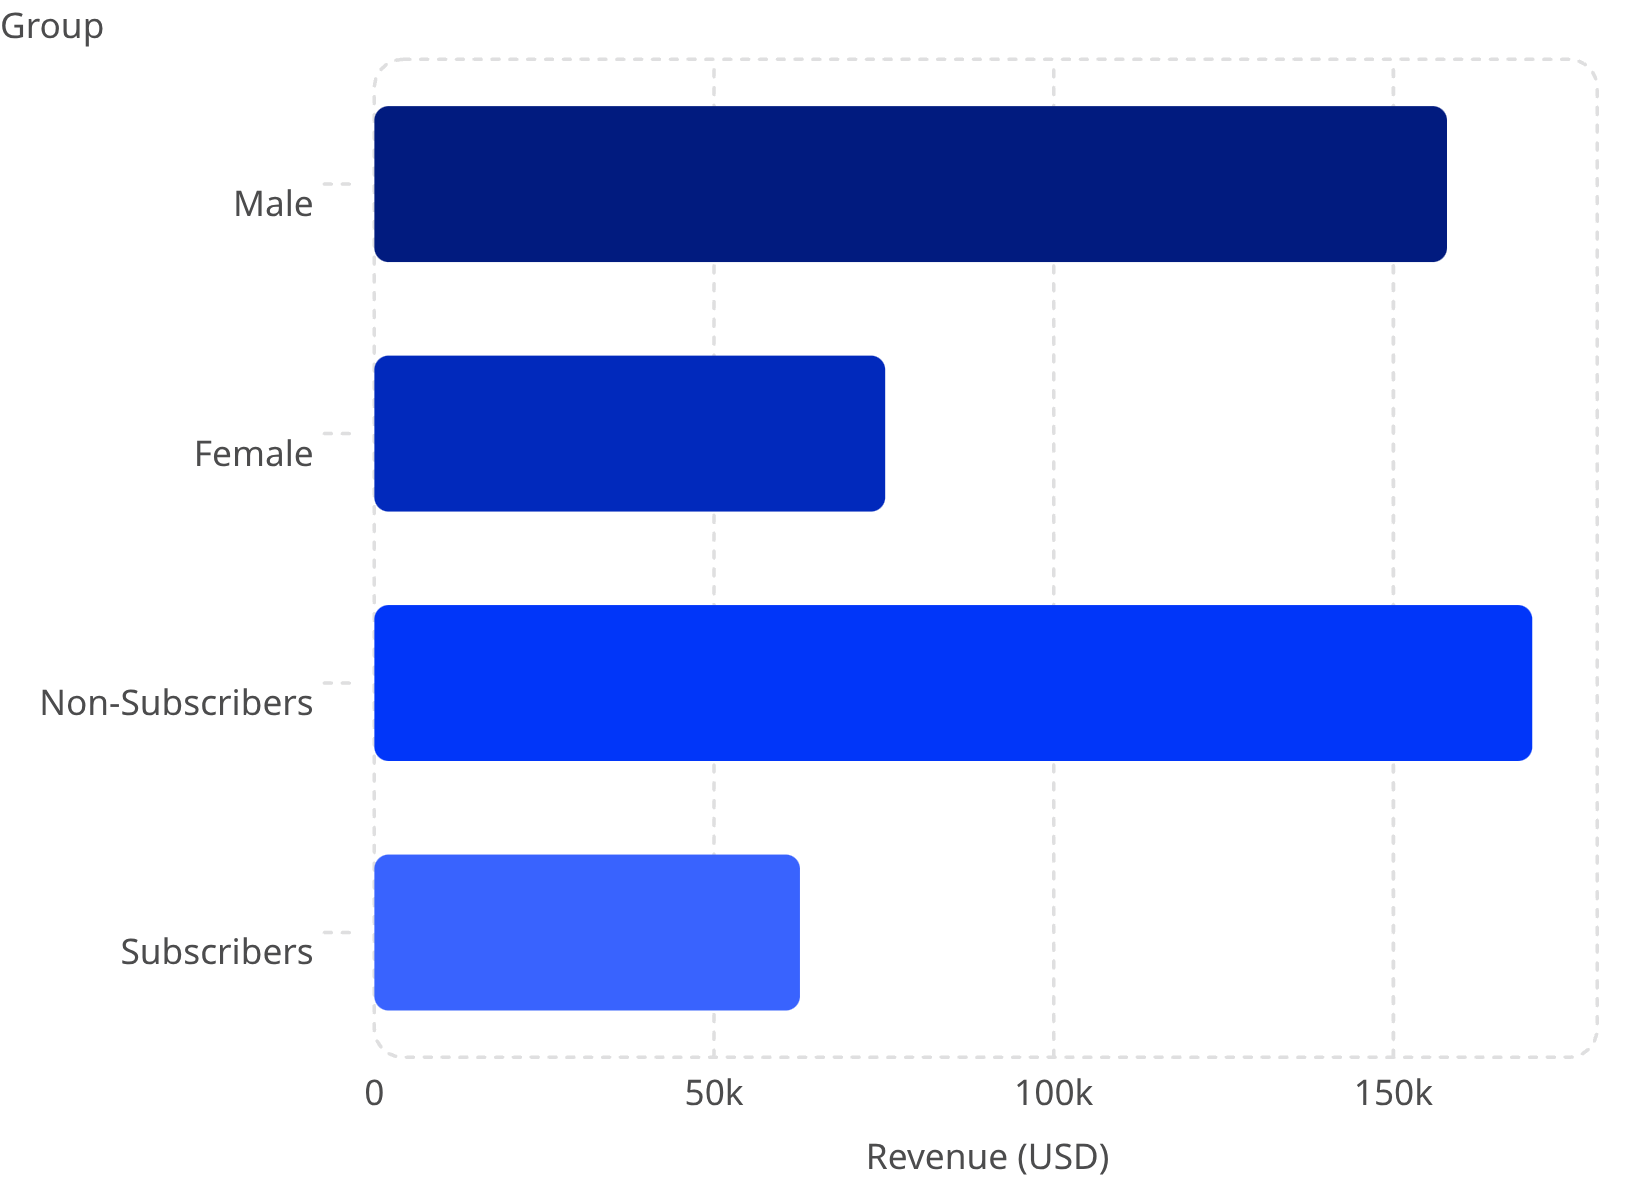 Group
Male
Female
Non-Subscribers
Subscribers
0 50k 100k 150k
Revenue (USD)